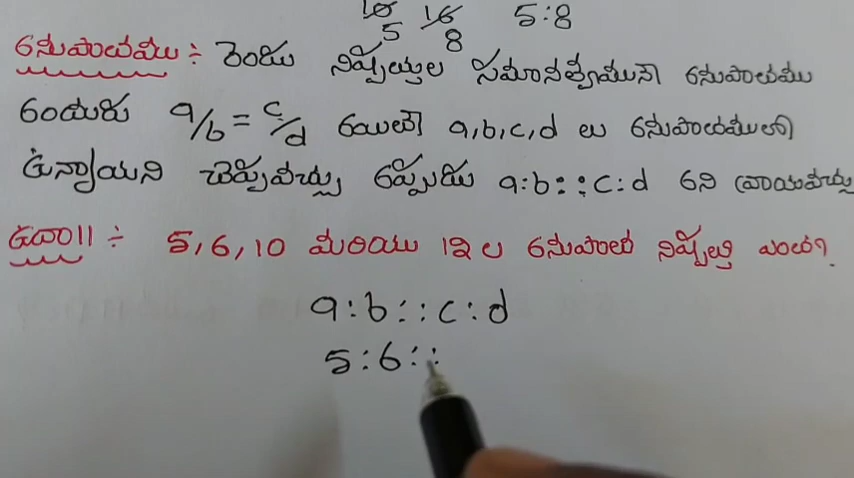 10 16 5:8
5 8
అనుపాతము ÷ రెండు నిష్పత్తుల సమానత్వమునే అనుపాతము
అందురు a/b = c/d అయితే a,b,c,d లు అనుపాతములో
ఉన్నాయని చెప్పవచ్చు అప్పుడు a:b::c:d అని వ్రాయవచ్చు
ఉదా|| ÷ 5,6,10 మరియు 12 ల అనుపాత నిష్పత్తి ఎంత?
a:b::c:d
5:6::